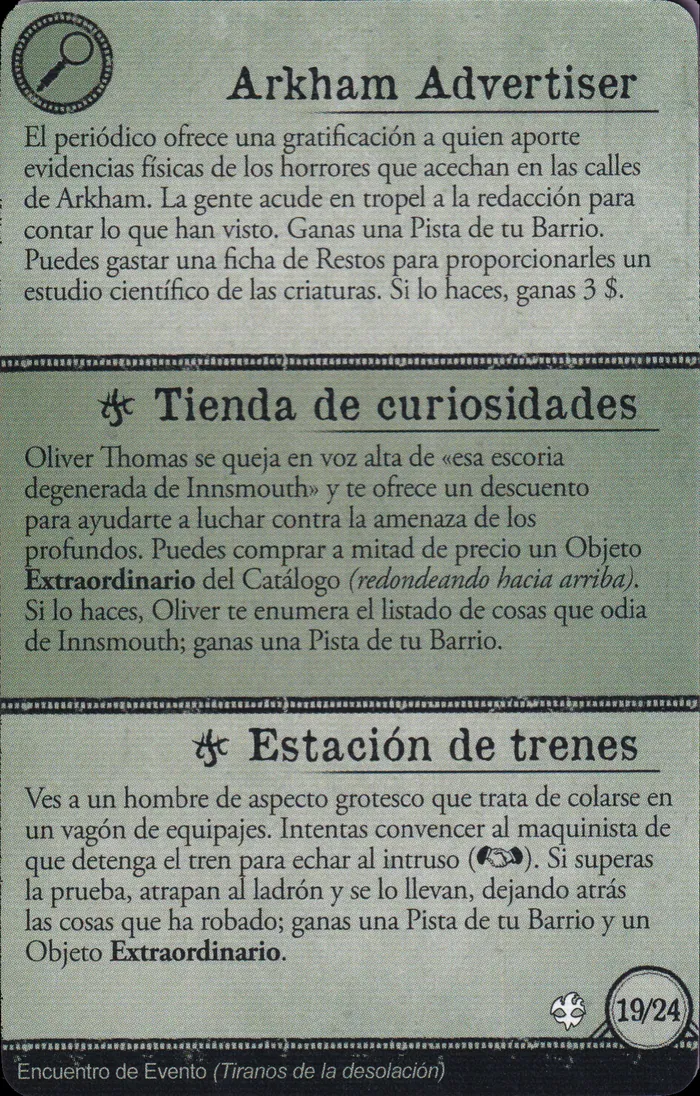 Arkham Advertiser
El periódico ofrece una gratificación a quien aporte
evidencias físicas de los horrores que acechan en las calles
de Arkham. La gente acude en tropel a la redacción para
contar lo que han visto. Ganas una Pista de tu Barrio.
Puedes gastar una ficha de Restos para proporcionarles un
estudio científico de las criaturas. Si lo haces, ganas 3 $.
Tienda de curiosidades
Oliver Thomas se queja en voz alta de «esa escoria
degenerada de Innsmouth» y te ofrece un descuento
para ayudarte a luchar contra la amenaza de los
profundos. Puedes comprar a mitad de precio un Objeto
Extraordinario del Catálogo (redondeando hacia arriba).
Si lo haces, Oliver te enumera el listado de cosas que odia
de Innsmouth; ganas una Pista de tu Barrio.
Estación de trenes
Ves a un hombre de aspecto grotesco que trata de colarse en
un vagón de equipajes. Intentas convencer al maquinista de
que detenga el tren para echar al intruso (). Si superas
la prueba, atrapan al ladrón y se lo llevan, dejando atrás
las cosas que ha robado; ganas una Pista de tu Barrio y un
Objeto Extraordinario.
19/24
Encuentro de Evento (Tiranos de la desolación)